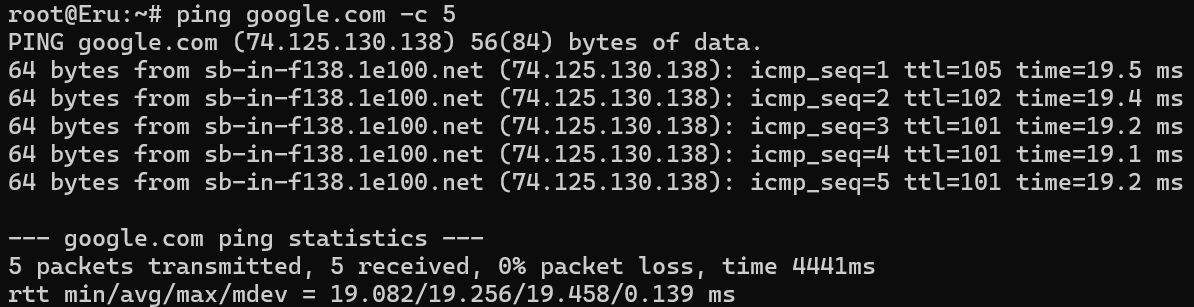 root@Eru:~# ping google.com -c 5
PING google.com (74.125.130.138) 56(84) bytes of data.
64 bytes from sb-in-f138.1e100.net (74.125.130.138): icmp_seq=1 ttl=105 time=19.5 ms
64 bytes from sb-in-f138.1e100.net (74.125.130.138): icmp_seq=2 ttl=102 time=19.4 ms
64 bytes from sb-in-f138.1e100.net (74.125.130.138): icmp_seq=3 ttl=101 time=19.2 ms
64 bytes from sb-in-f138.1e100.net (74.125.130.138): icmp_seq=4 ttl=101 time=19.1 ms
64 bytes from sb-in-f138.1e100.net (74.125.130.138): icmp_seq=5 ttl=101 time=19.2 ms

--- google.com ping statistics ---
5 packets transmitted, 5 received, 0% packet loss, time 4441ms
rtt min/avg/max/mdev = 19.082/19.256/19.458/0.139 ms